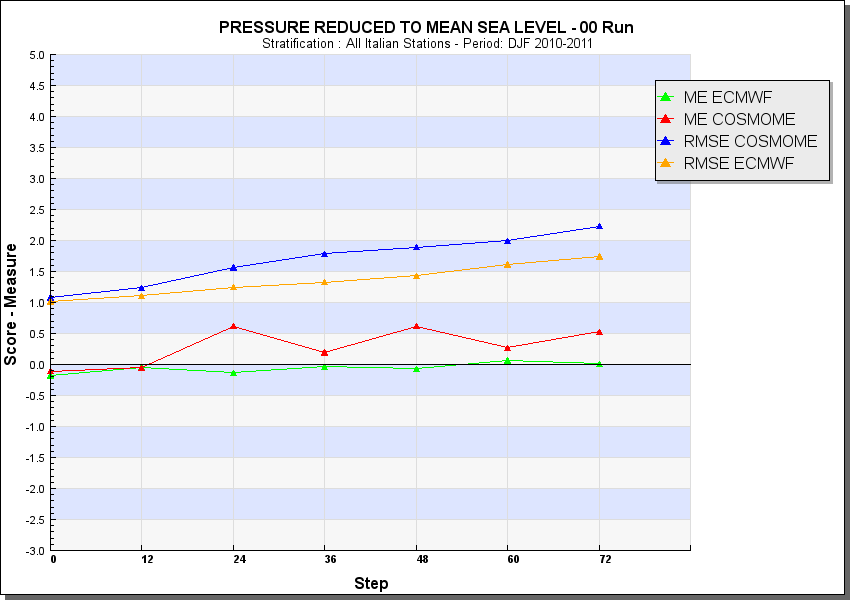 PRESSURE REDUCED TO MEAN SEA LEVEL - 00 Run
Stratification : All Italian Stations - Period: DJF 2010-2011
ME ECMWF
ME COSMOME
RMSE COSMOME
RMSE ECMWF
Score - Measure
5.0
4.5
4.0
3.5
3.0
2.5
2.0
1.5
1.0
0.5
0.0
-0.5
-1.0
-1.5
-2.0
-2.5
-3.0
0 12 24 36 48 60 72
Step